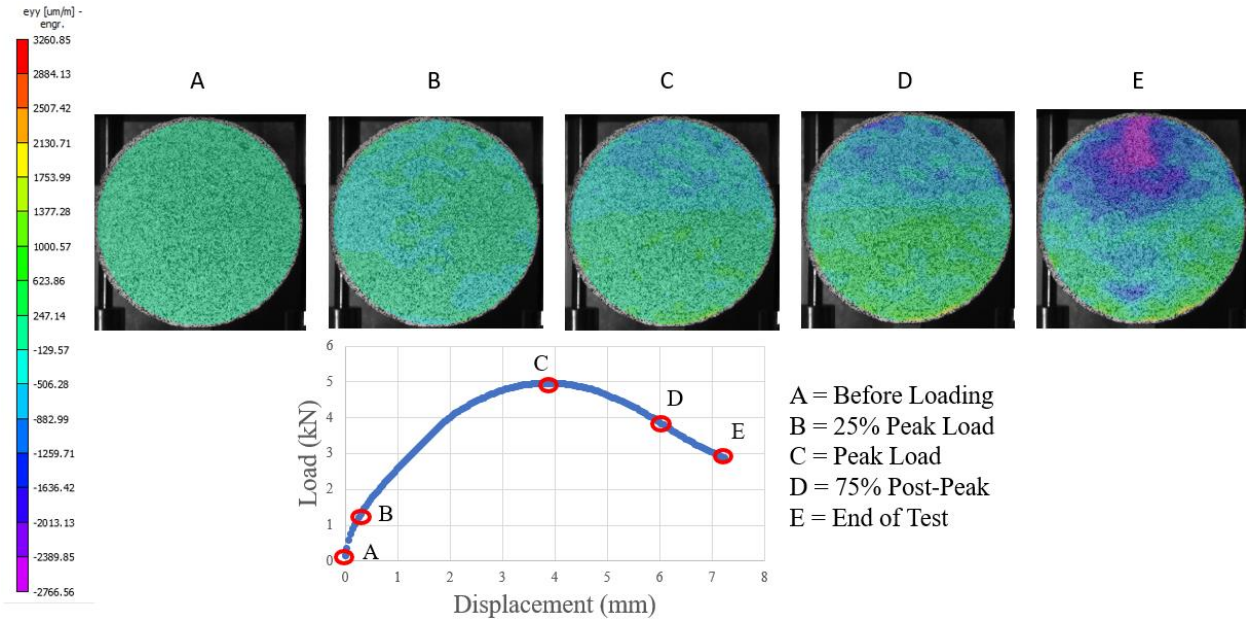 eyy [um/m] -
engr.
3260.85
2884.13
2507.42
2130.71
1753.99
1377.28
1000.57
623.86
247.14
-129.57
-506.28
-882.99
-1259.71
-1636.42
-2013.13
-2389.85
-2766.56
A
B
C
D
E
6
5
4
3
2
1
0
0 1 2 3 4 5 6 7 8
Load (kN)
Displacement (mm)
A
B
C
D
E
A = Before Loading
B = 25% Peak Load
C = Peak Load
D = 75% Post-Peak
E = End of Test